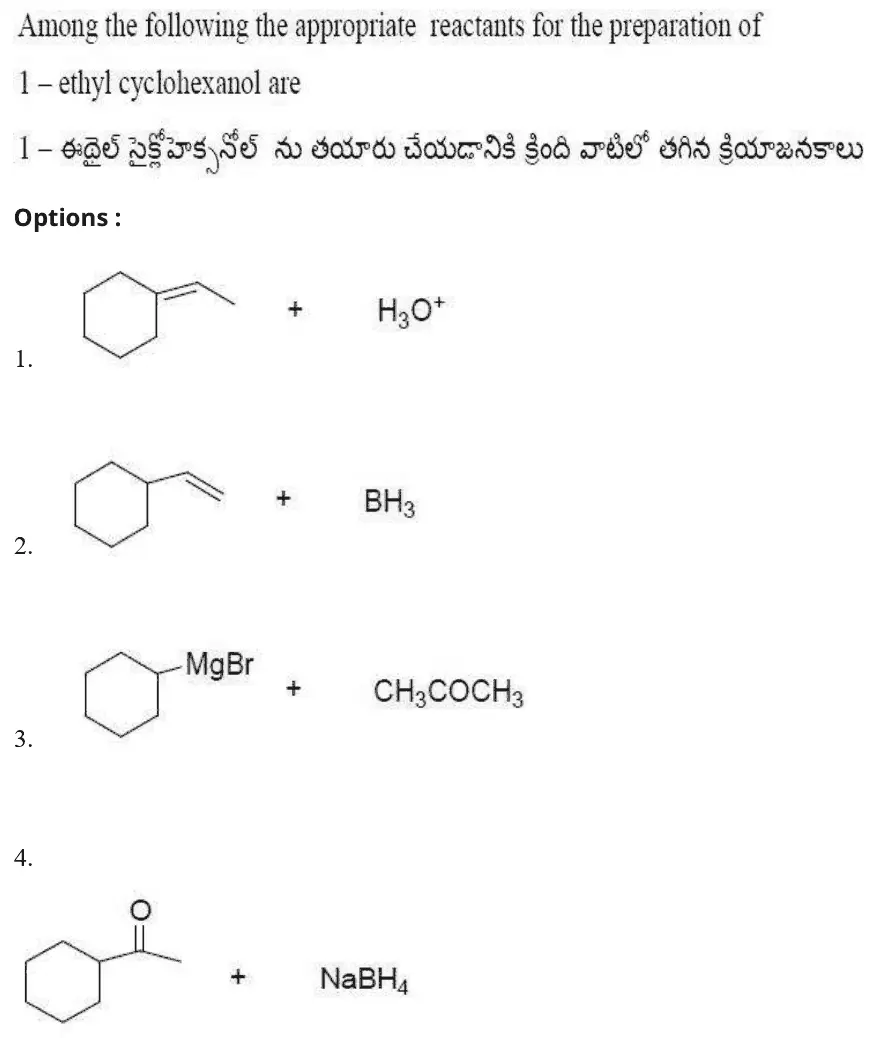 Among the following the appropriate reactants for the preparation of
1 – ethyl cyclohexanol are
1 – ఈథైల్ సైక్లోహెక్సనోల్ ను తయారు చేయడానికి క్రింది వాటిలో తగిన క్రియాజనకాలు
Options :
+ H₃O⁺
1.
+ BH₃
2.
MgBr
+ CH₃COCH₃
3.
4.
O
+ NaBH₄